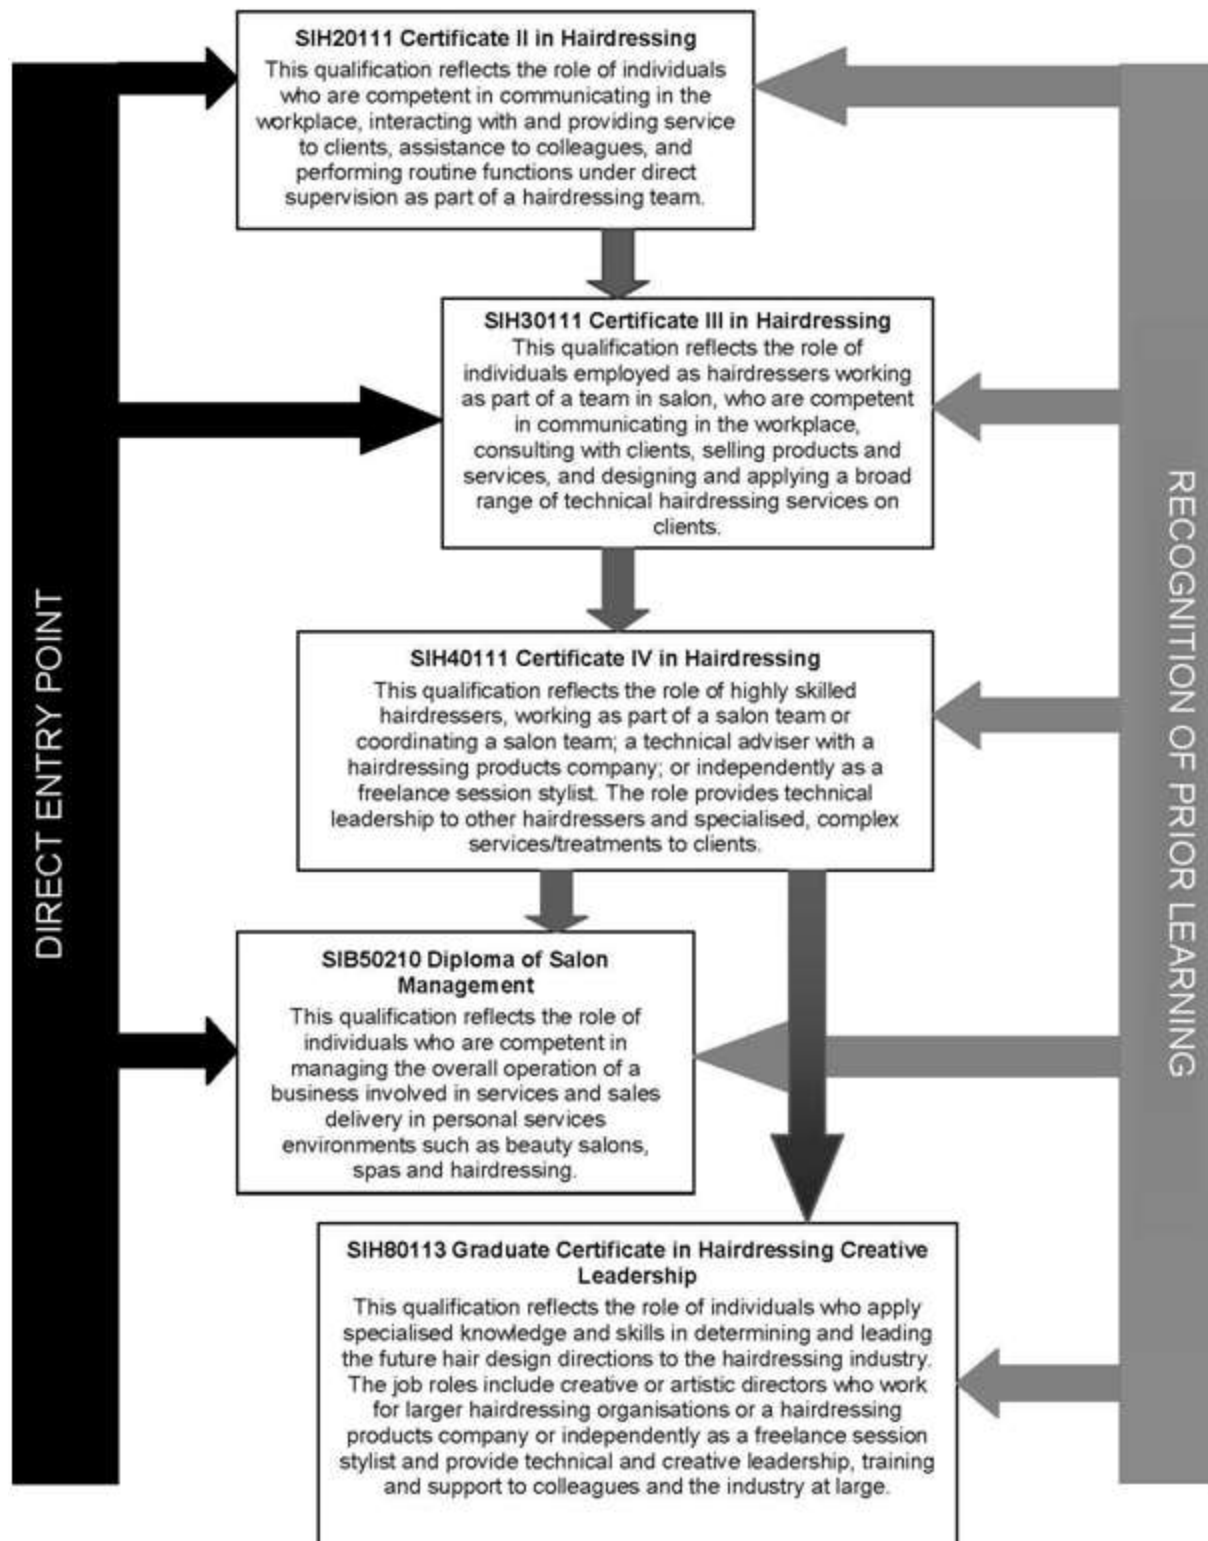 SIH20111 Certificate II in Hairdressing
This qualification reflects the role of individuals
who are competent in communicating in the
workplace, interacting with and providing service
to clients, assistance to colleagues, and
performing routine functions under direct
supervision as part of a hairdressing team.
SIH30111 Certificate III in Hairdressing
This qualification reflects the role of
individuals employed as hairdressers working
as part of a team in salon, who are competent
in communicating in the workplace,
consulting with clients, selling products and
services, and designing and applying a broad
range of technical hairdressing services on
clients.
SIH40111 Certificate IV in Hairdressing
This qualification reflects the role of highly skilled
hairdressers, working as part of a salon team or
coordinating a salon team; a technical adviser with a
hairdressing products company; or independently as a
freelance session stylist. The role provides technical
leadership to other hairdressers and specialised, complex
services/treatments to clients.
SIB50210 Diploma of Salon
Management
This qualification reflects the role of
individuals who are competent in
managing the overall operation of a
business involved in services and sales
delivery in personal services
environments such as beauty salons,
spas and hairdressing.
SIH80113 Graduate Certificate in Hairdressing Creative
Leadership
This qualification reflects the role of individuals who apply
specialised knowledge and skills in determining and leading
the future hair design directions to the hairdressing industry.
The job roles include creative or artistic directors who work
for larger hairdressing organisations or a hairdressing
products company or independently as a freelance session
stylist and provide technical and creative leadership, training
and support to colleagues and the industry at large.
DIRECT ENTRY POINT
RECOGNITION OF PRIOR LEARNING